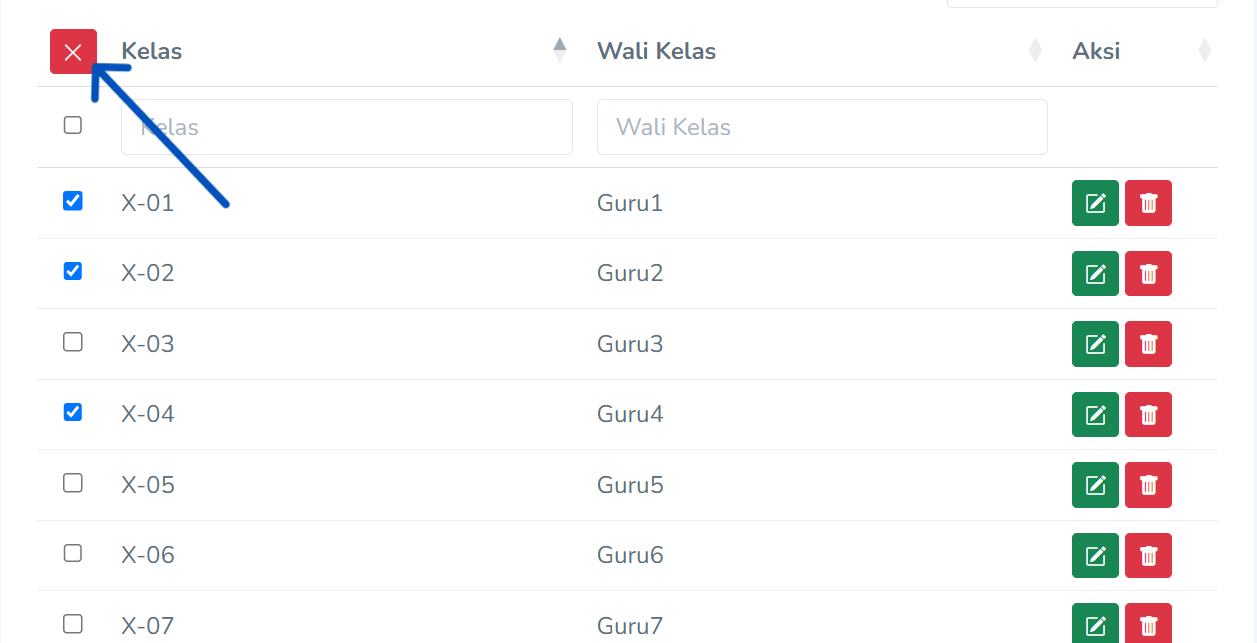 Kelas Wali Kelas Aksi
Kelas Wali Kelas
X-01 Guru1
X-02 Guru2
X-03 Guru3
X-04 Guru4
X-05 Guru5
X-06 Guru6
X-07 Guru7